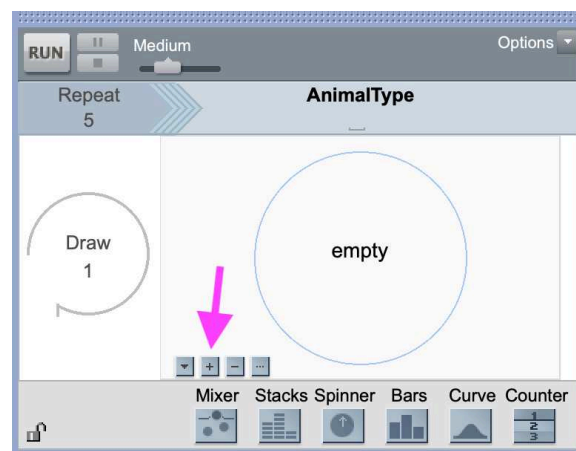 RUN
Medium
Options
Repeat
5
AnimalType
Draw
1
empty
+ − ...
Mixer Stacks Spinner Bars Curve Counter
1
2
3